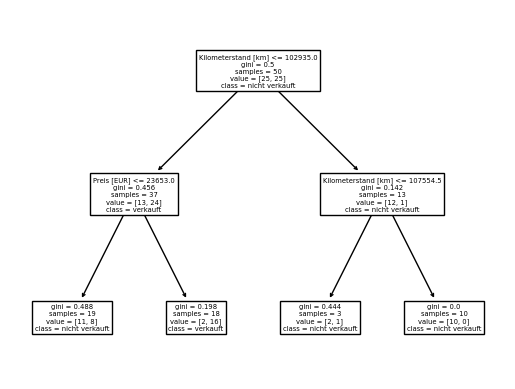 Kilometerstand [km] <= 102935.0
gini = 0.5
samples = 50
value = [25, 25]
class = nicht verkauft
Preis [EUR] <= 23653.0
gini = 0.456
samples = 37
value = [13, 24]
class = verkauft
Kilometerstand [km] <= 107554.5
gini = 0.142
samples = 13
value = [12, 1]
class = nicht verkauft
gini = 0.488
samples = 19
value = [11, 8]
class = nicht verkauft
gini = 0.198
samples = 18
value = [2, 16]
class = verkauft
gini = 0.444
samples = 3
value = [2, 1]
class = nicht verkauft
gini = 0.0
samples = 10
value = [10, 0]
class = nicht verkauft